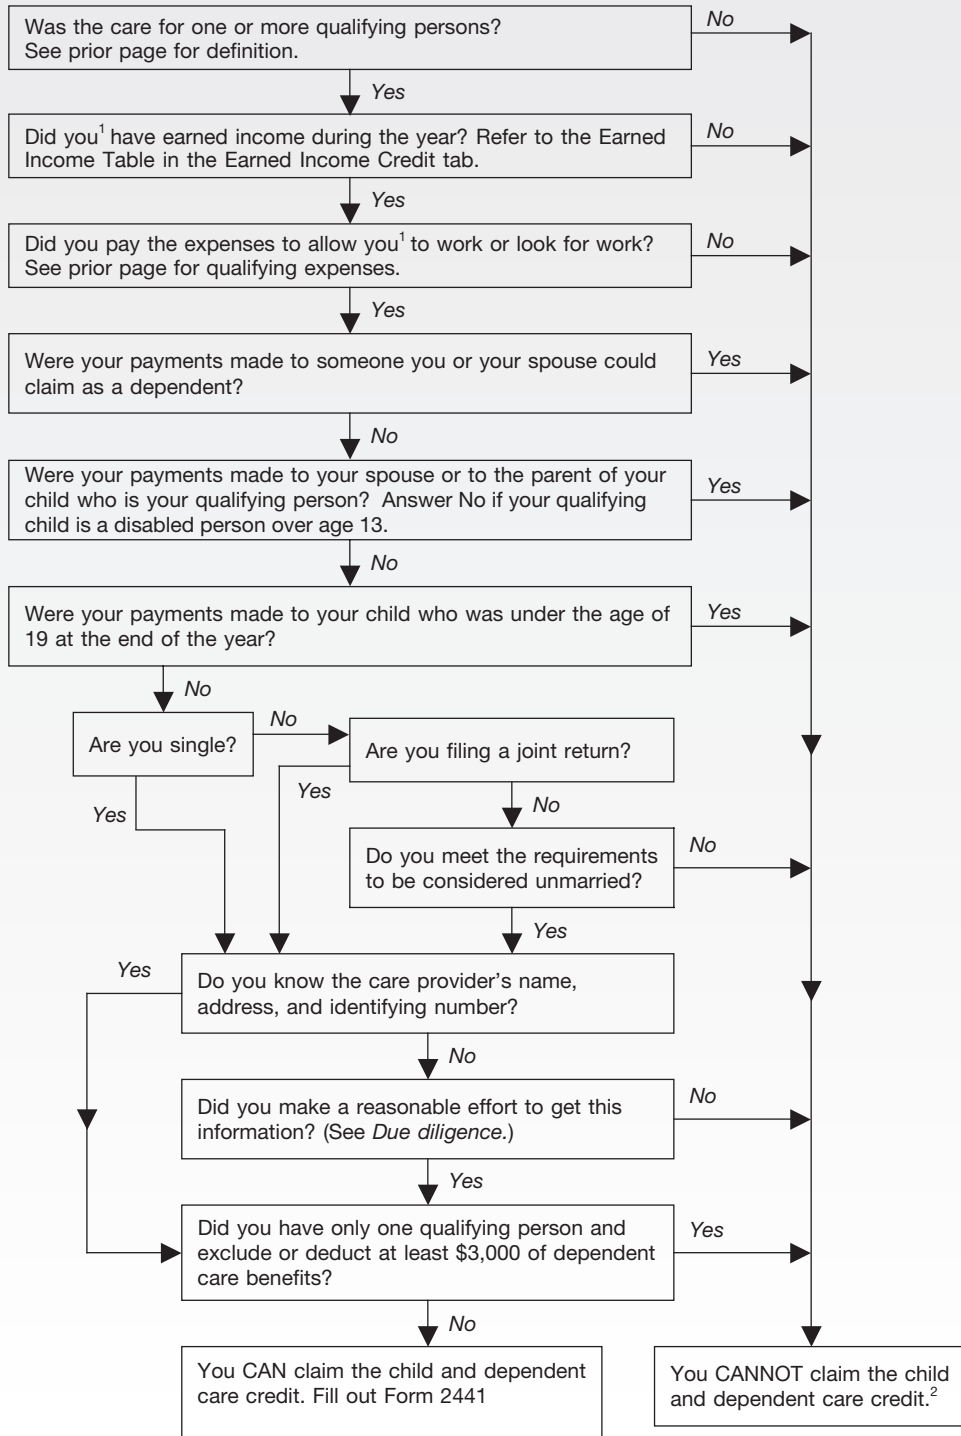 Was the care for one or more qualifying persons?
See prior page for definition.
No
Yes
Did you¹ have earned income during the year? Refer to the Earned
Income Table in the Earned Income Credit tab.
No
Yes
Did you pay the expenses to allow you¹ to work or look for work?
See prior page for qualifying expenses.
No
Yes
Were your payments made to someone you or your spouse could
claim as a dependent?
Yes
No
Were your payments made to your spouse or to the parent of your
child who is your qualifying person? Answer No if your qualifying
child is a disabled person over age 13.
Yes
No
Were your payments made to your child who was under the age of
19 at the end of the year?
Yes
No
Are you single?
No
Are you filing a joint return?
Yes
Yes
No
Do you meet the requirements
to be considered unmarried?
No
Yes
Do you know the care provider's name,
address, and identifying number?
Yes
No
Did you make a reasonable effort to get this
information? (See Due diligence.)
No
Yes
Did you have only one qualifying person and
exclude or deduct at least $3,000 of dependent
care benefits?
Yes
No
You CAN claim the child and dependent
care credit. Fill out Form 2441
You CANNOT claim the child
and dependent care credit.²